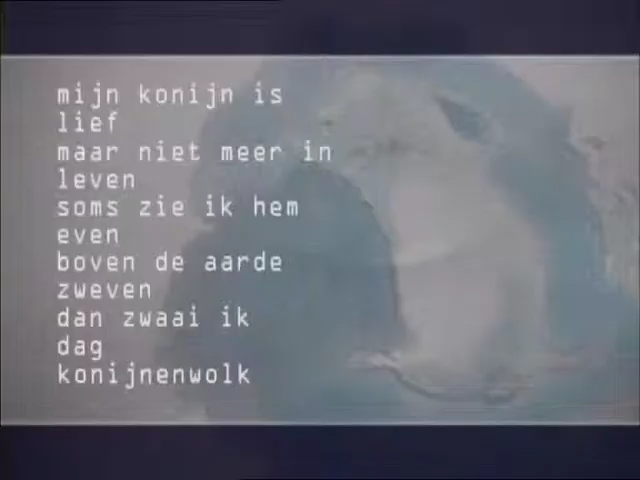 mijn konijn is
lief
maar niet meer in
leven
soms zie ik hem
even
boven de aarde
zweven
dan zwaai ik
dag
konijnenwolk